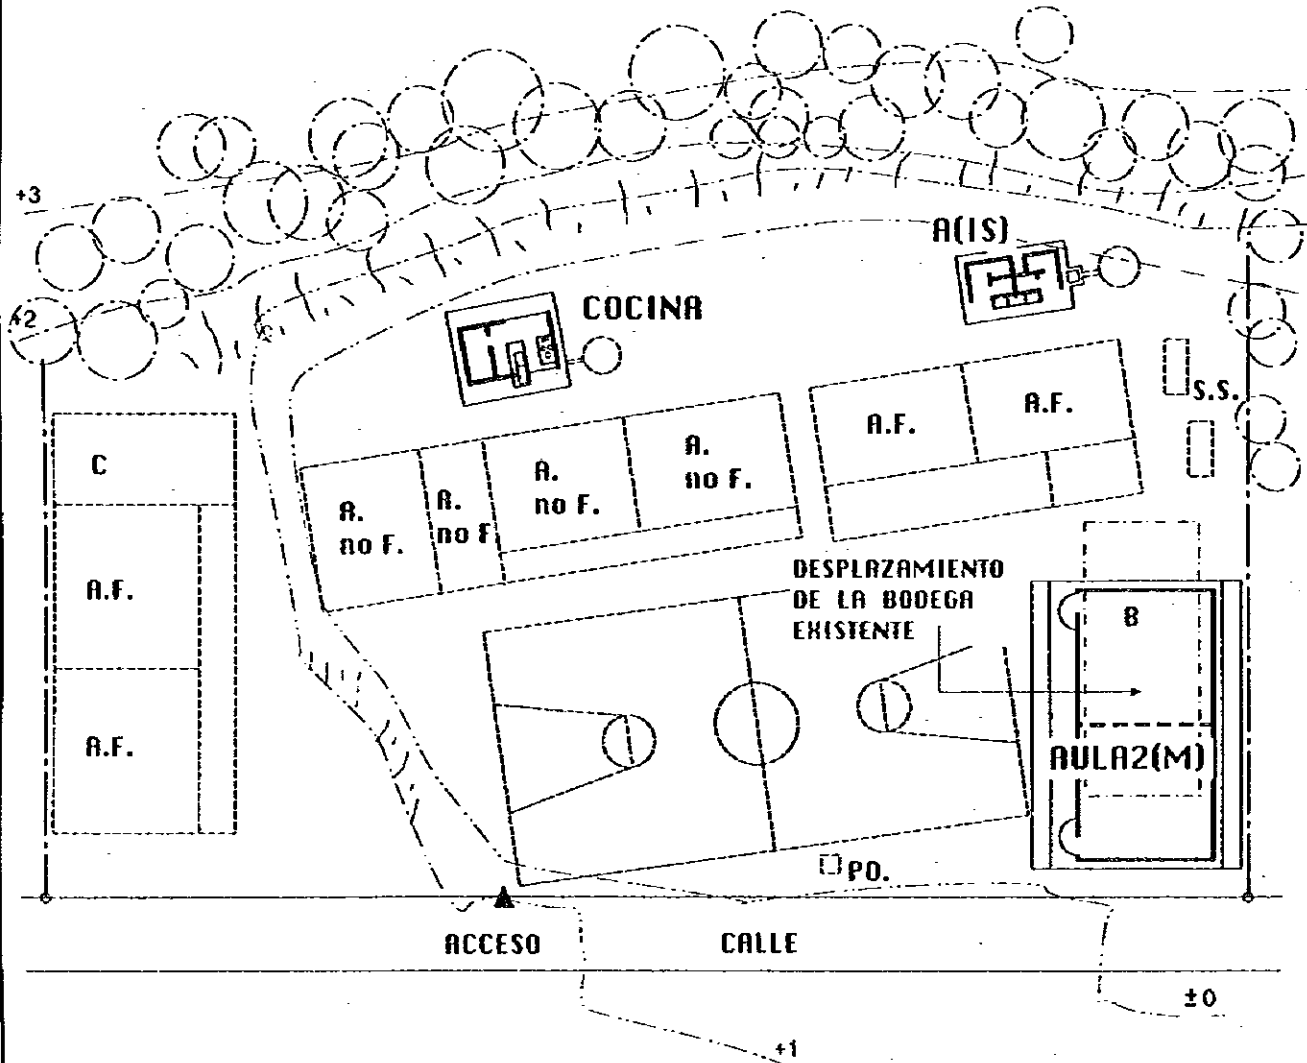 +3
A(IS)
+2
COCINA
S.S.
A.F.
A.F.
C
A.
no F.
A.
no F.
A.
no F
A.
no F.
A.F.
DESPLAZAMIENTO
DE LA BODEGA
EXISTENTE
B
A.F.
AULA2(M)
PO.
ACCESO
CALLE
±0
+1